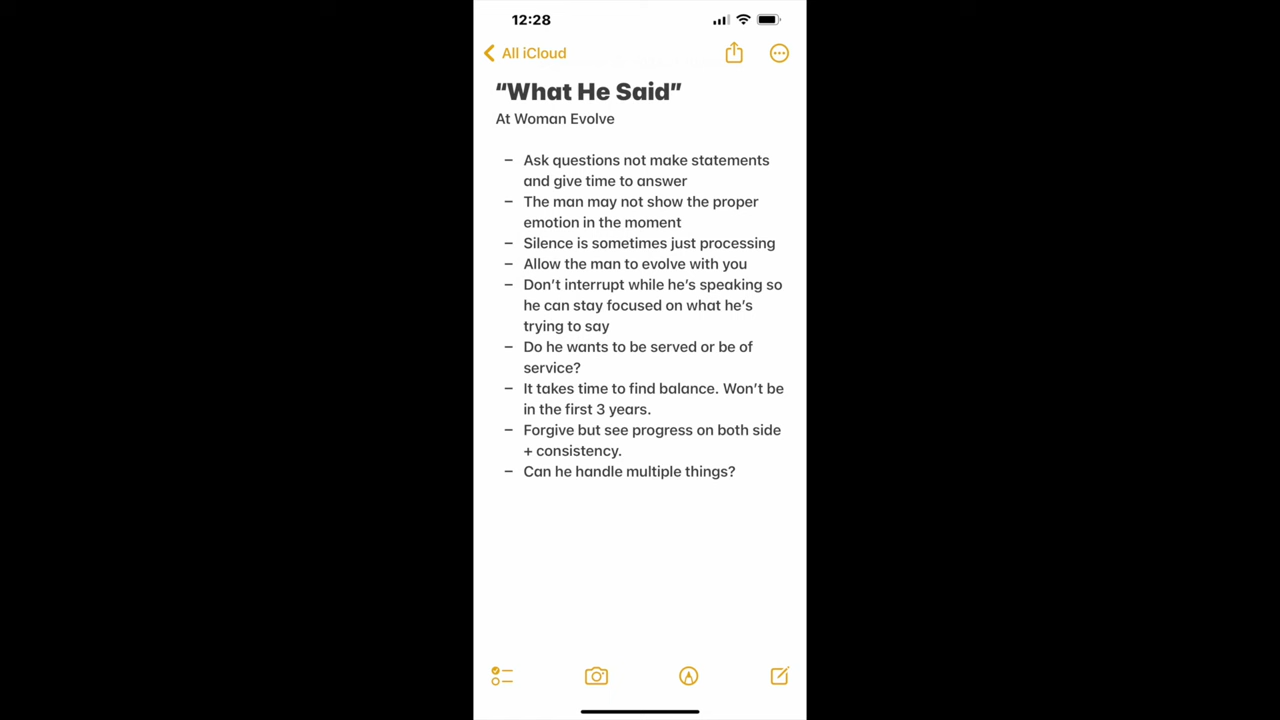 12:28
All iCloud
“What He Said”
At Woman Evolve
– Ask questions not make statements
and give time to answer
– The man may not show the proper
emotion in the moment
– Silence is sometimes just processing
– Allow the man to evolve with you
– Don’t interrupt while he’s speaking so
he can stay focused on what he’s
trying to say
– Do he wants to be served or be of
service?
– It takes time to find balance. Won’t be
in the first 3 years.
– Forgive but see progress on both side
+ consistency.
– Can he handle multiple things?